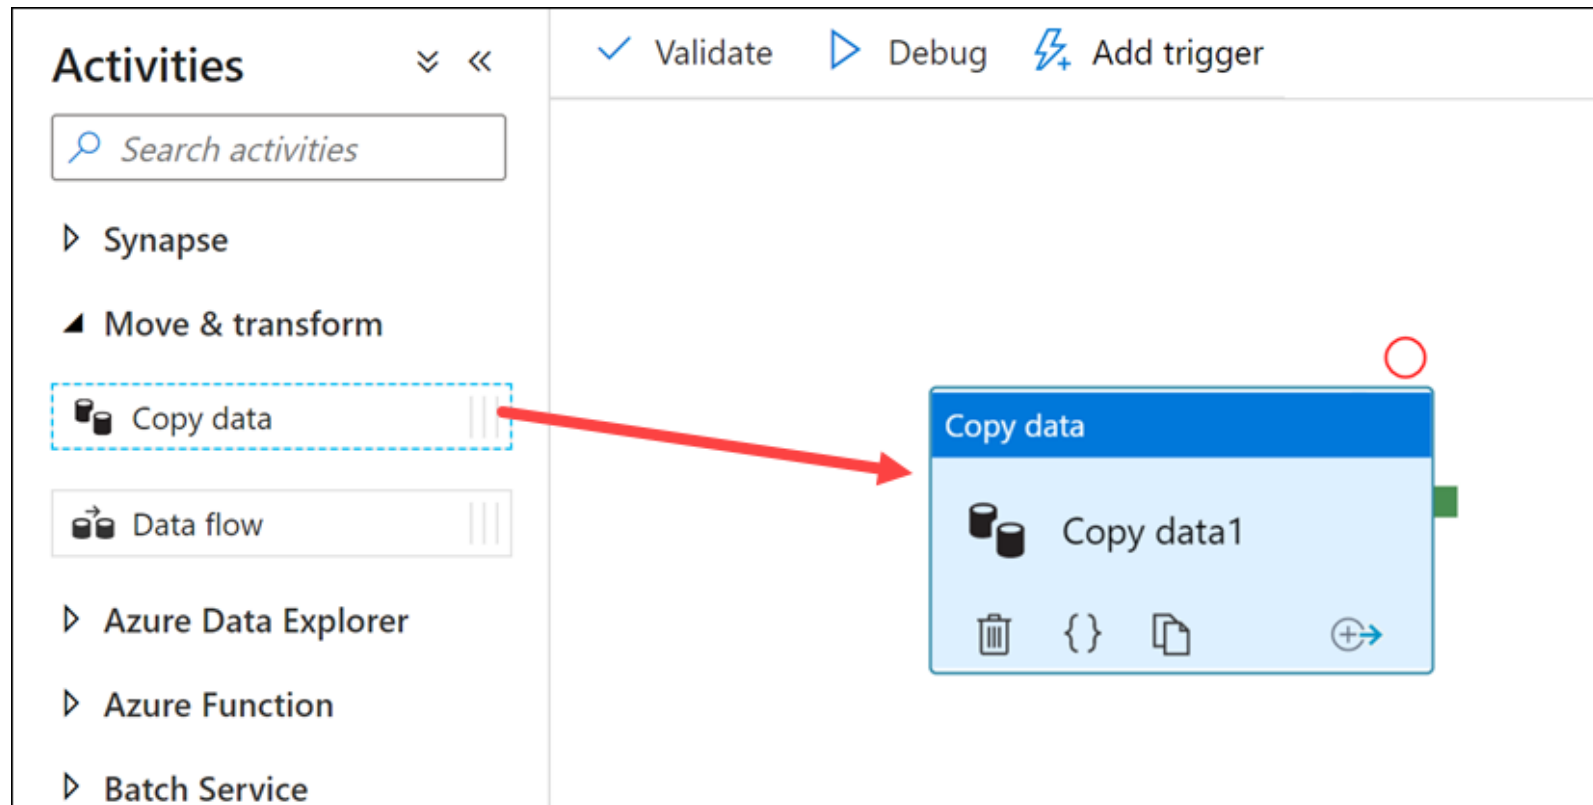 Activities
Search activities
Synapse
Move & transform
Copy data
Data flow
Azure Data Explorer
Azure Function
Batch Service
Validate
Debug
Add trigger
Copy data
Copy data1